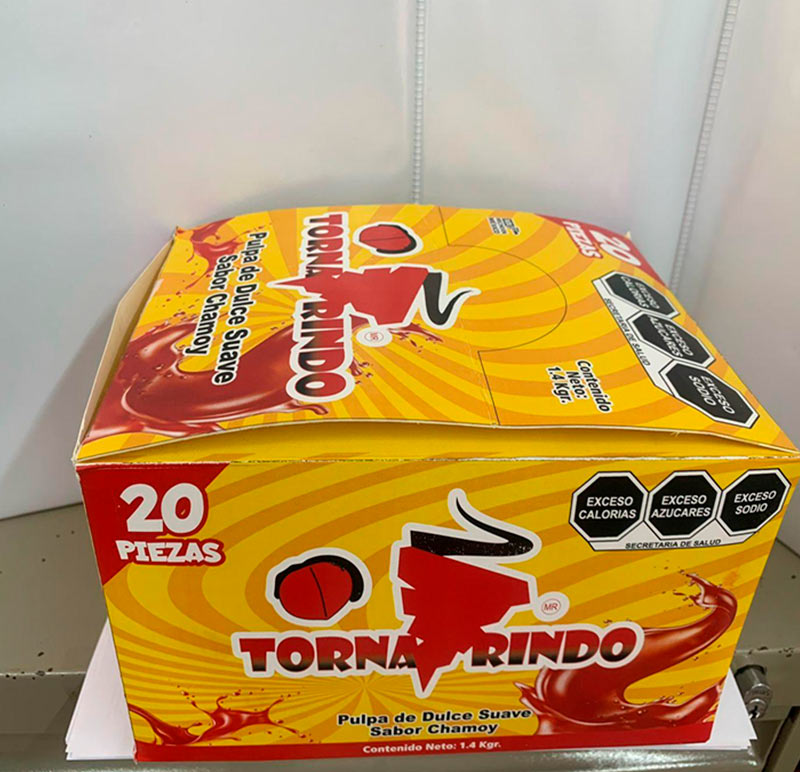 TORNA RINDO
MR
Pulpa de Dulce Suave
Sabor Chamoy
20
PIEZAS
EXCESO
CALORIAS
EXCESO
AZUCARES
EXCESO
SODIO
SECRETARIA DE SALUD
Contenido
Neto:
1.4 Kgr.
20
PIEZAS
EXCESO
CALORIAS
EXCESO
AZUCARES
EXCESO
SODIO
SECRETARIA DE SALUD
MR
TORNA RINDO
Pulpa de Dulce Suave
Sabor Chamoy
Contenido Neto: 1.4 Kgr.